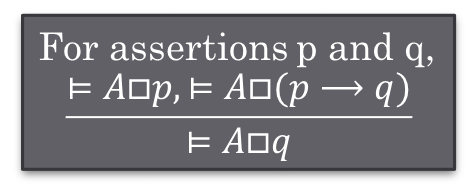 For assertions p and q,
⊨ A□p, ⊨ A□(p ⟶ q)
⊨ A□q